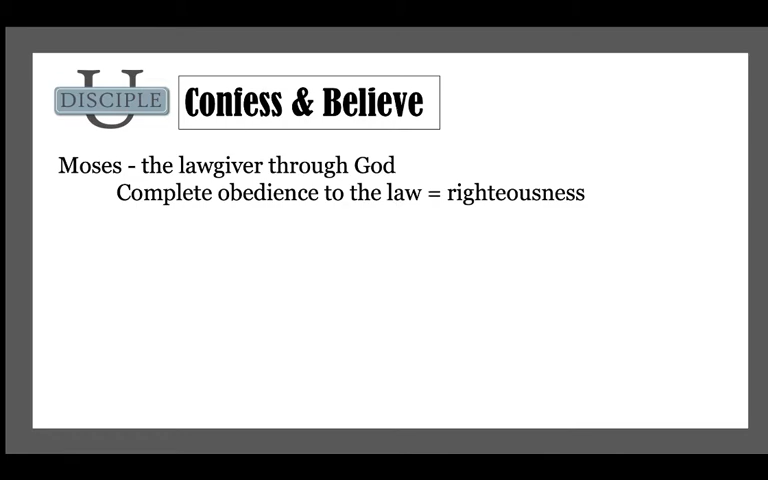 U
DISCIPLE
Confess & Believe
Moses - the lawgiver through God
Complete obedience to the law = righteousness